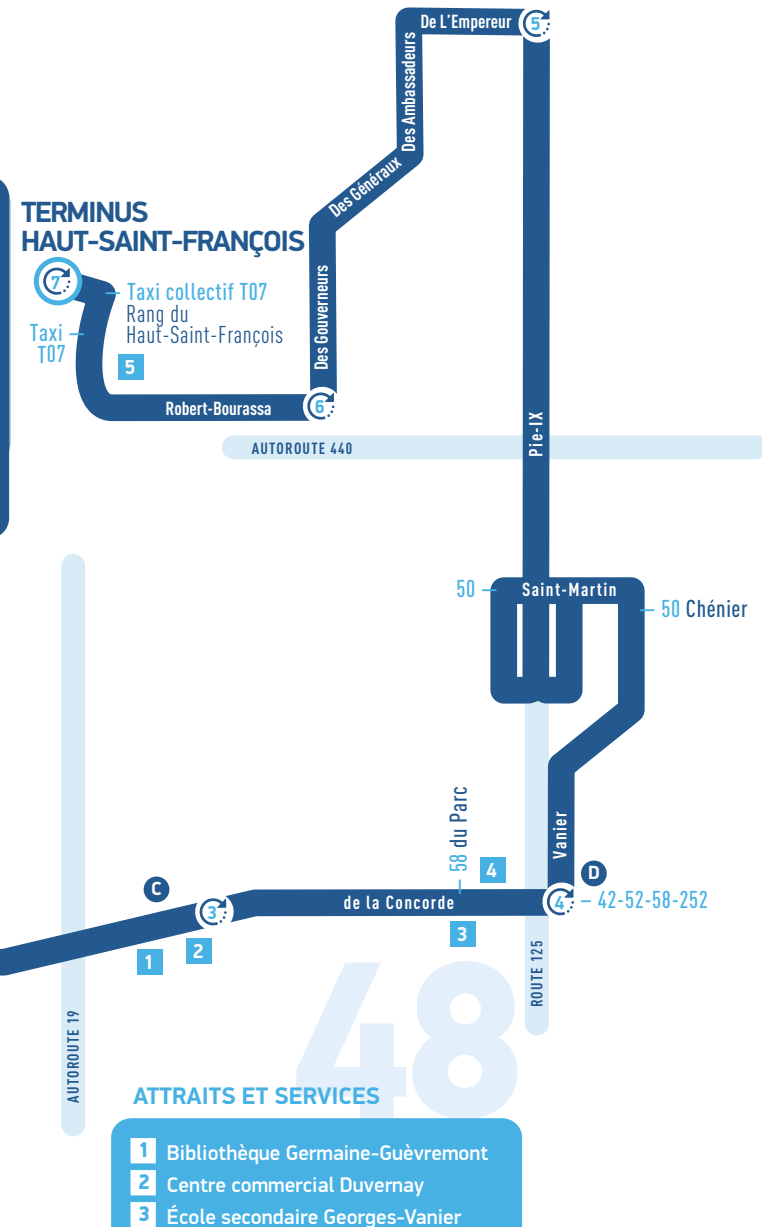 De L'Empereur
5
Des Ambassadeurs
Des Généraux
TERMINUS
HAUT-SAINT-FRANÇOIS
7
Taxi collectif T07
Rang du
Haut-Saint-François
Taxi
T07
5
Des Gouverneurs
Robert-Bourassa
6
Pie-IX
AUTOROUTE 440
50
Saint-Martin
50 Chénier
58 du Parc
Vanier
4
D
C
3
de la Concorde
4
42-52-58-252
1
2
3
48
ROUTE 125
AUTOROUTE 19
ATTRAITS ET SERVICES
1 Bibliothèque Germaine-Guèvremont
2 Centre commercial Duvernay
3 École secondaire Georges-Vanier